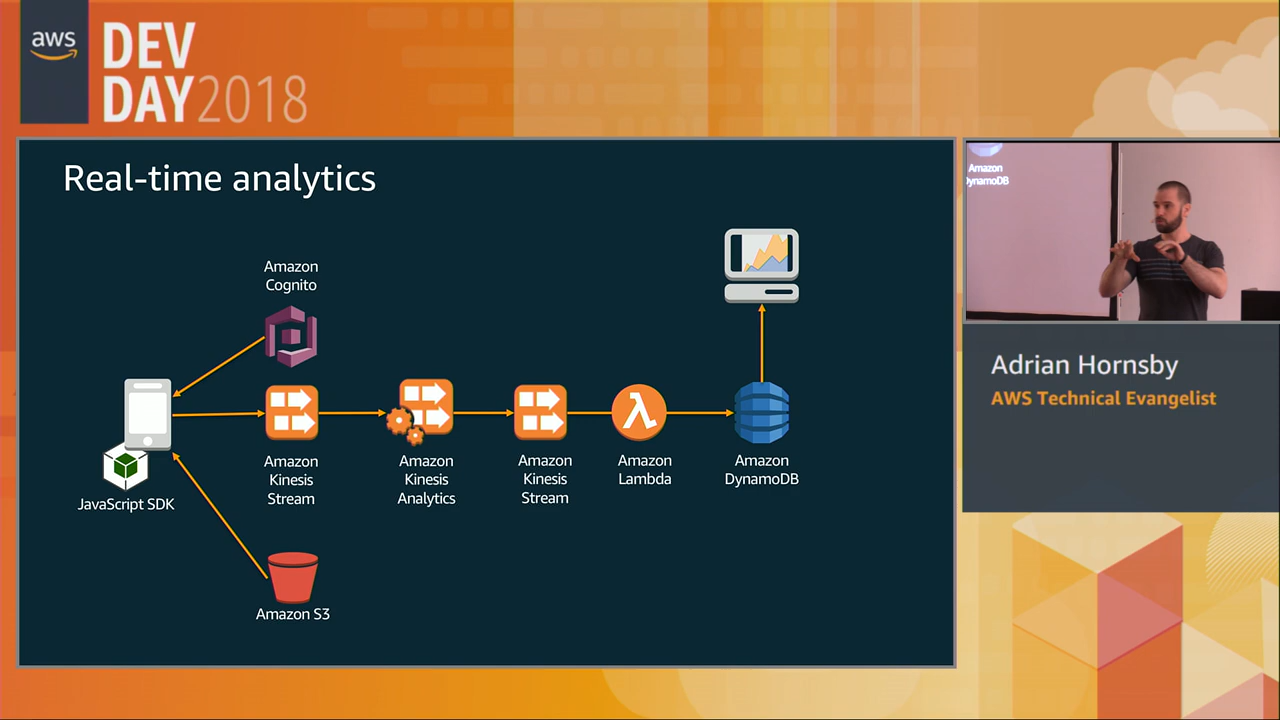 aws
DEV
DAY2018
Real-time analytics
Amazon
Cognito
JavaScript SDK
Amazon
Kinesis
Stream
Amazon
Kinesis
Analytics
Amazon
Kinesis
Stream
Amazon
Lambda
Amazon
DynamoDB
Amazon S3
Amazon
DynamoDB
Adrian Hornsby
AWS Technical Evangelist